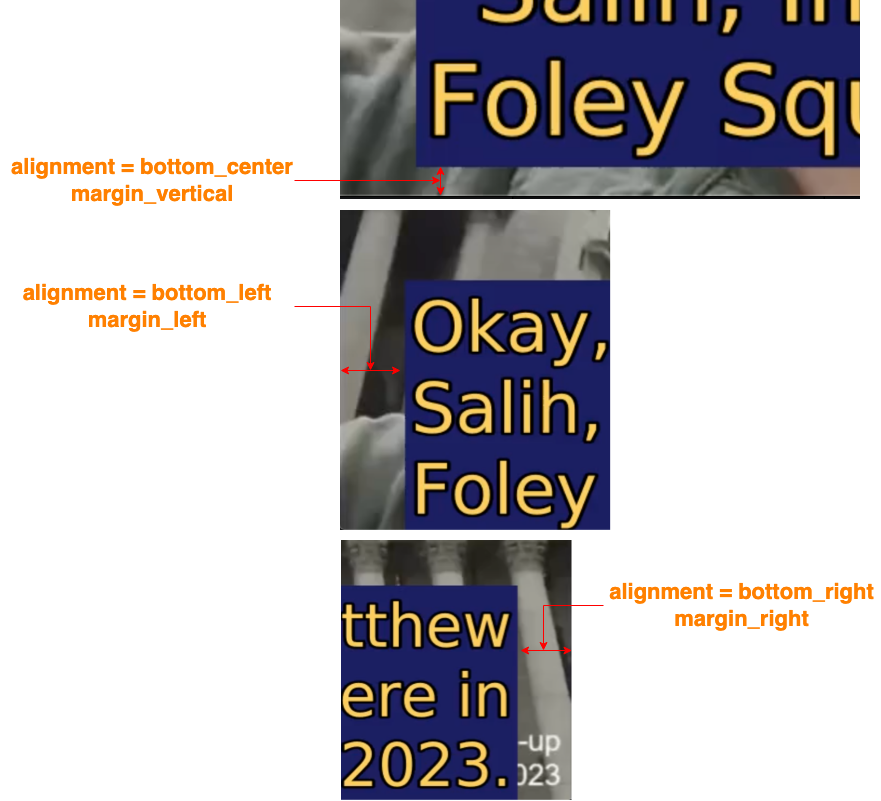 Salih, in
Foley Squ
alignment = bottom_center
margin_vertical
alignment = bottom_left
margin_left
Okay,
Salih,
Foley
alignment = bottom_right
margin_right
tthew
ere in
2023.
-up
023